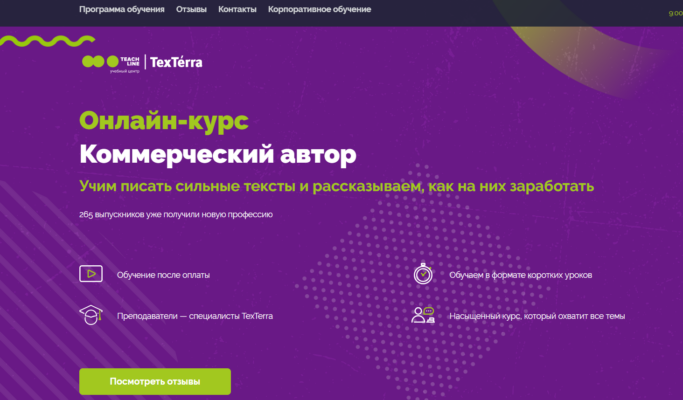 Программа обучения Отзывы Контакты Корпоративное обучение
9:00
TEACH LINE TexTerra
учебный центр
Онлайн-курс
Коммерческий автор
Учим писать сильные тексты и рассказываем, как на них заработать
265 выпускников уже получили новую профессию
Обучение после оплаты
Обучаем в формате коротких уроков
Преподаватели — специалисты TexTerra
Насыщенный курс, который охватит все темы
Посмотреть отзывы